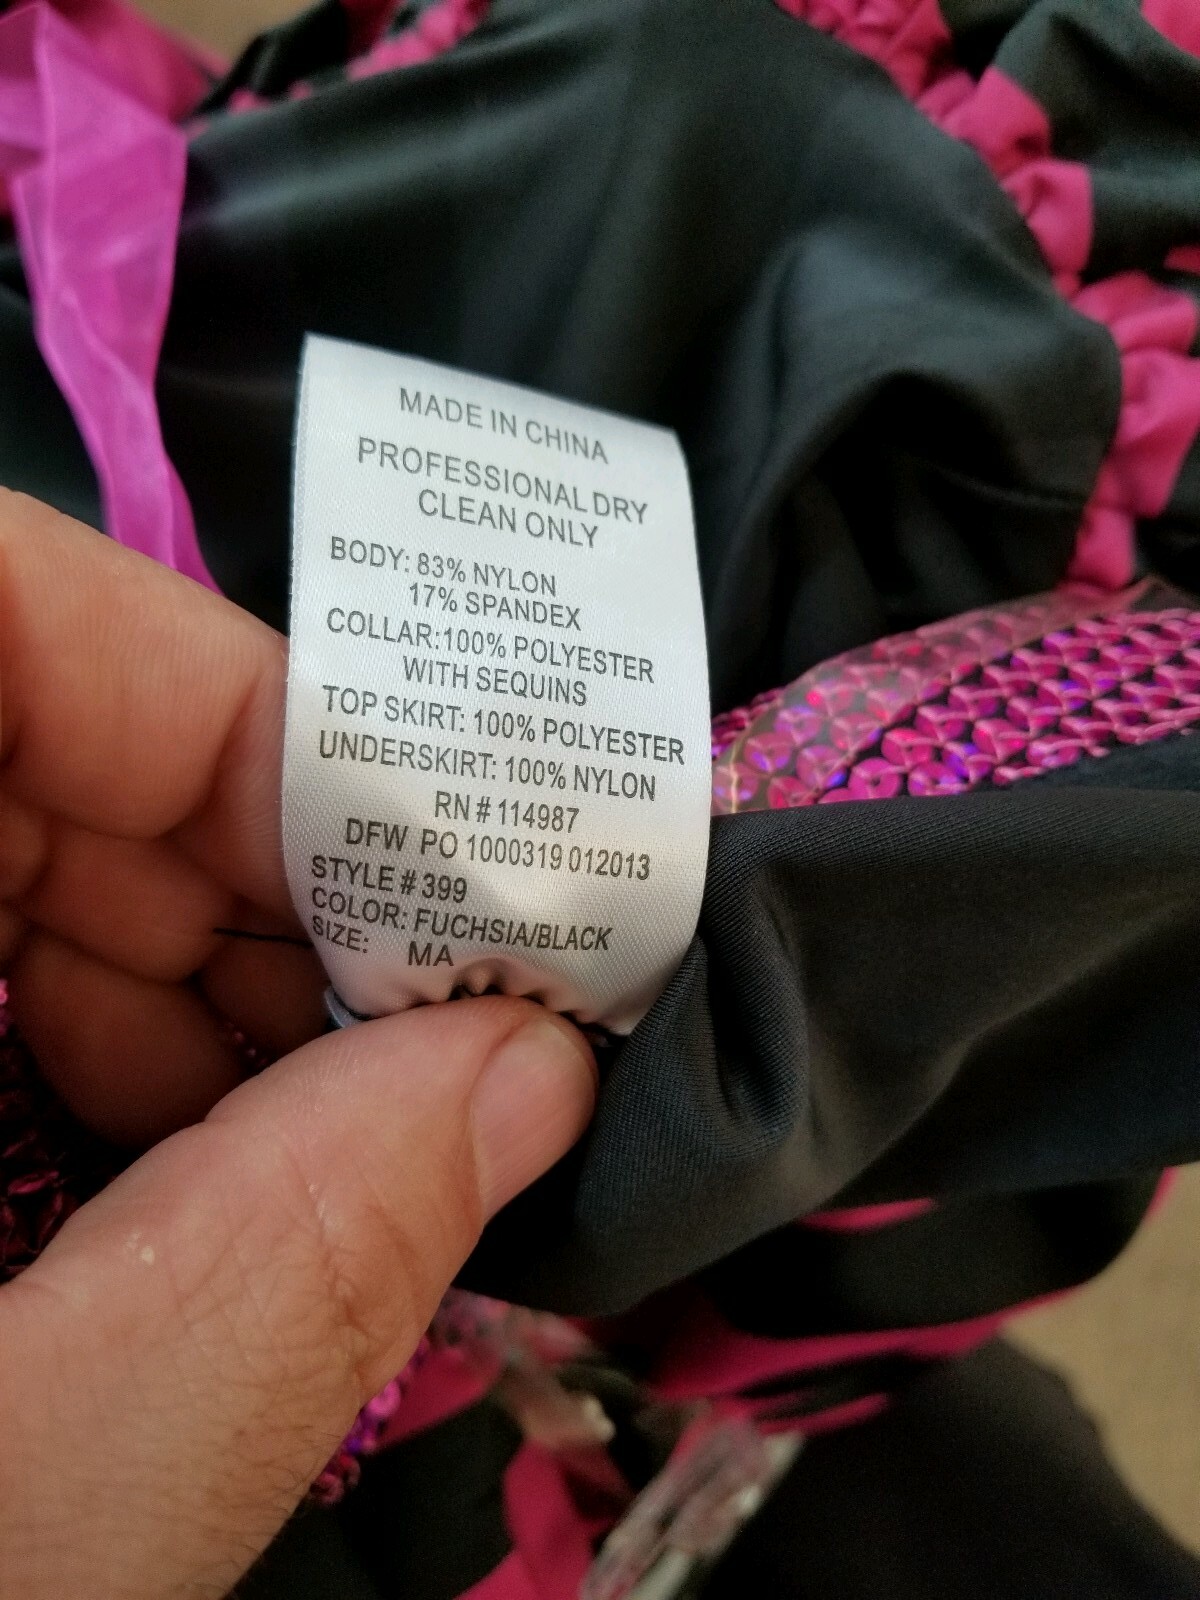 MADE IN CHINA
PROFESSIONAL DRY
CLEAN ONLY
BODY: 83% NYLON
17% SPANDEX
COLLAR:100% POLYESTER
WITH SEQUINS
TOP SKIRT: 100% POLYESTER
UNDERSKIRT: 100% NYLON
RN # 114987
DFW PO 1000319 012013
STYLE # 399
COLOR: FUCHSIA/BLACK
SIZE: MA